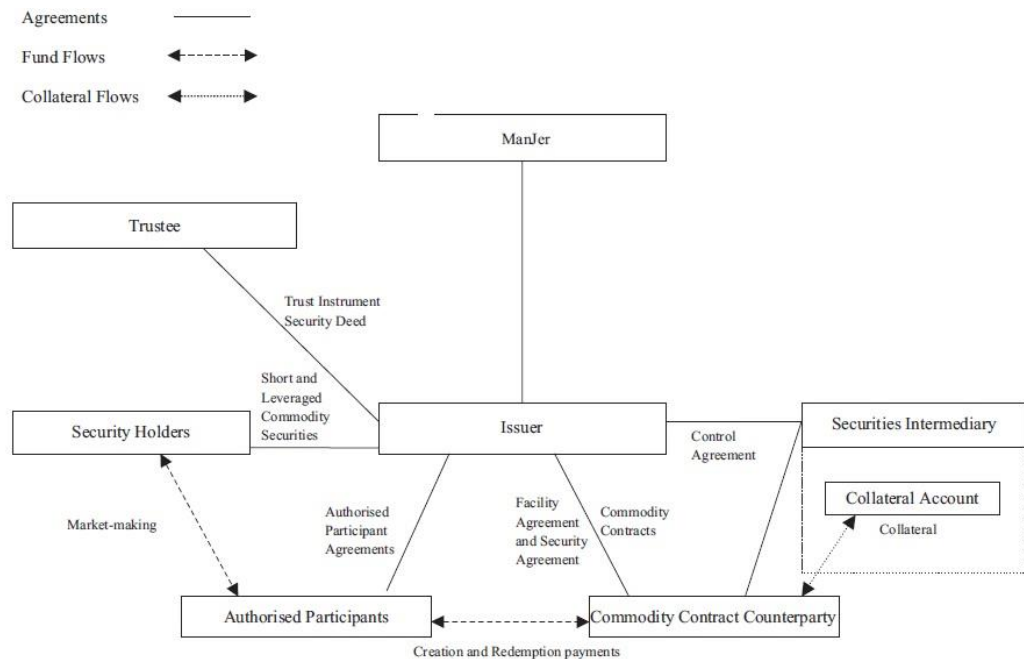 Agreements
Fund Flows
Collateral Flows
ManJer
Trustee
Trust Instrument
Security Deed
Short and
Leveraged
Commodity
Securities
Security Holders
Issuer
Securities Intermediary
Control
Agreement
Collateral Account
Collateral
Market-making
Authorised
Participant
Agreements
Facility
Agreement
and Security
Agreement
Commodity
Contracts
Authorised Participants
Commodity Contract Counterparty
Creation and Redemption payments